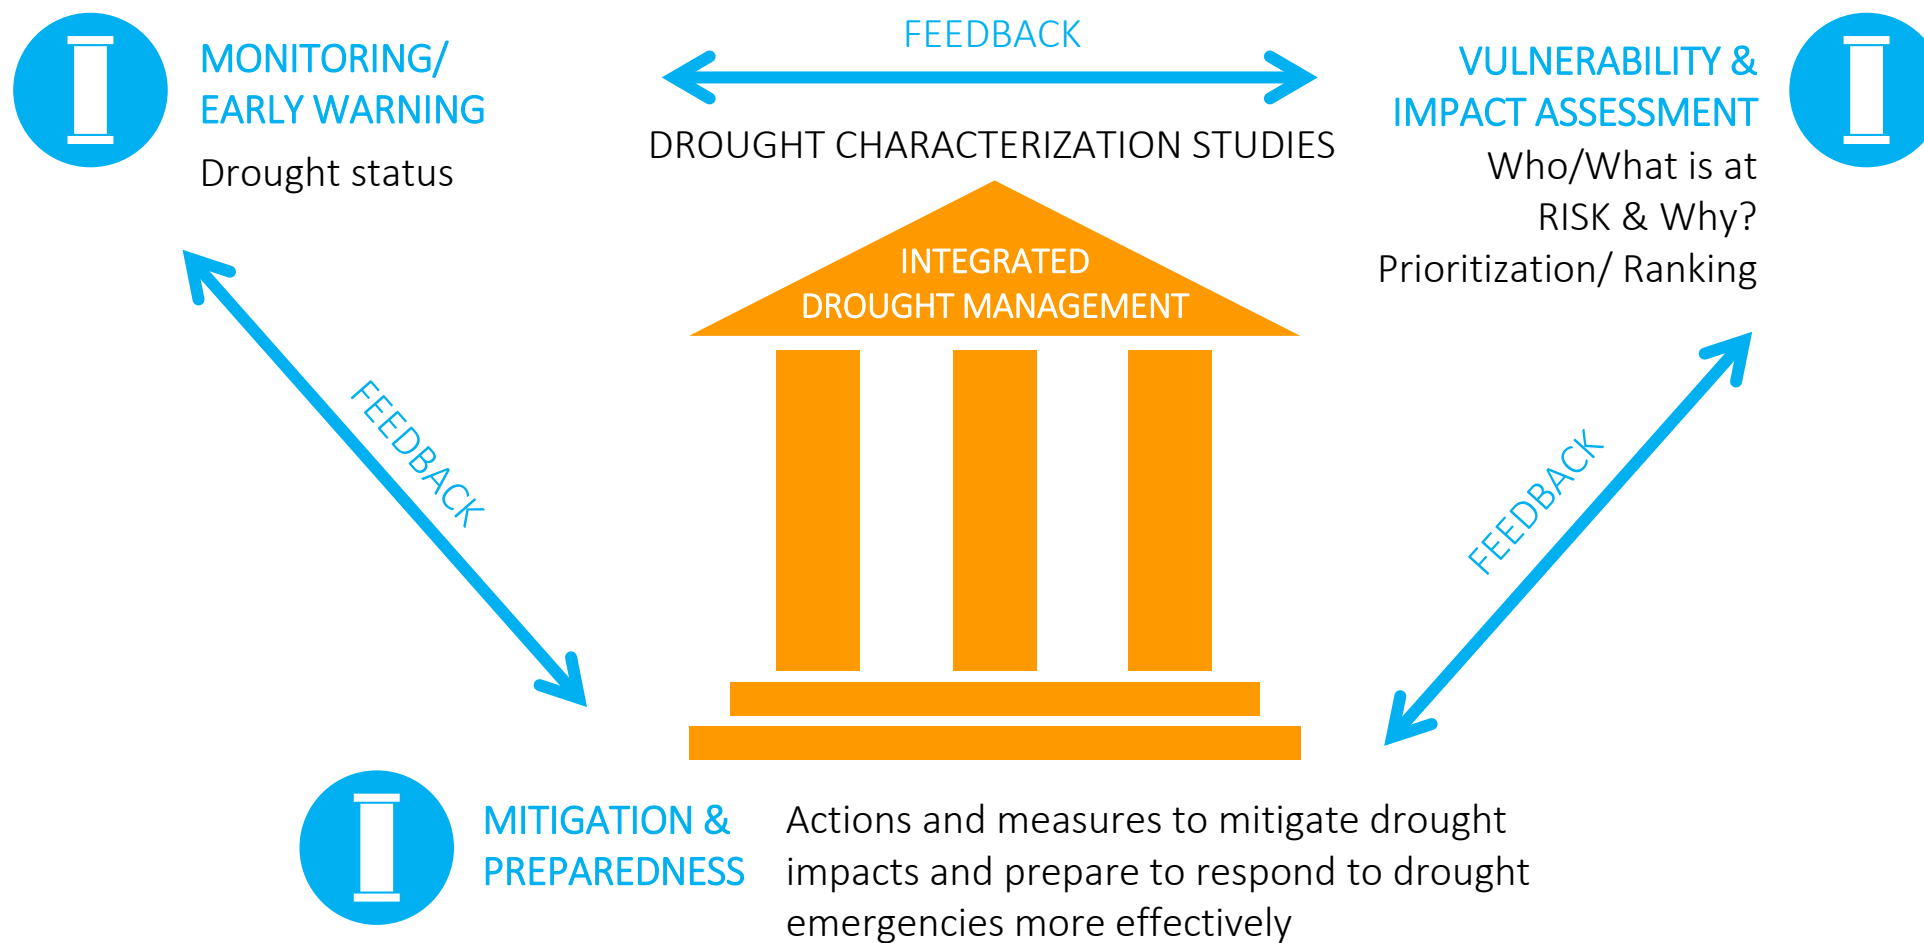 FEEDBACK
MONITORING/
EARLY WARNING
Drought status
VULNERABILITY &
IMPACT ASSESSMENT
Who/What is at
RISK & Why?
Prioritization/ Ranking
DROUGHT CHARACTERIZATION STUDIES
INTEGRATED
DROUGHT MANAGEMENT
FEEDBACK
FEEDBACK
MITIGATION &
PREPAREDNESS
Actions and measures to mitigate drought
impacts and prepare to respond to drought
emergencies more effectively